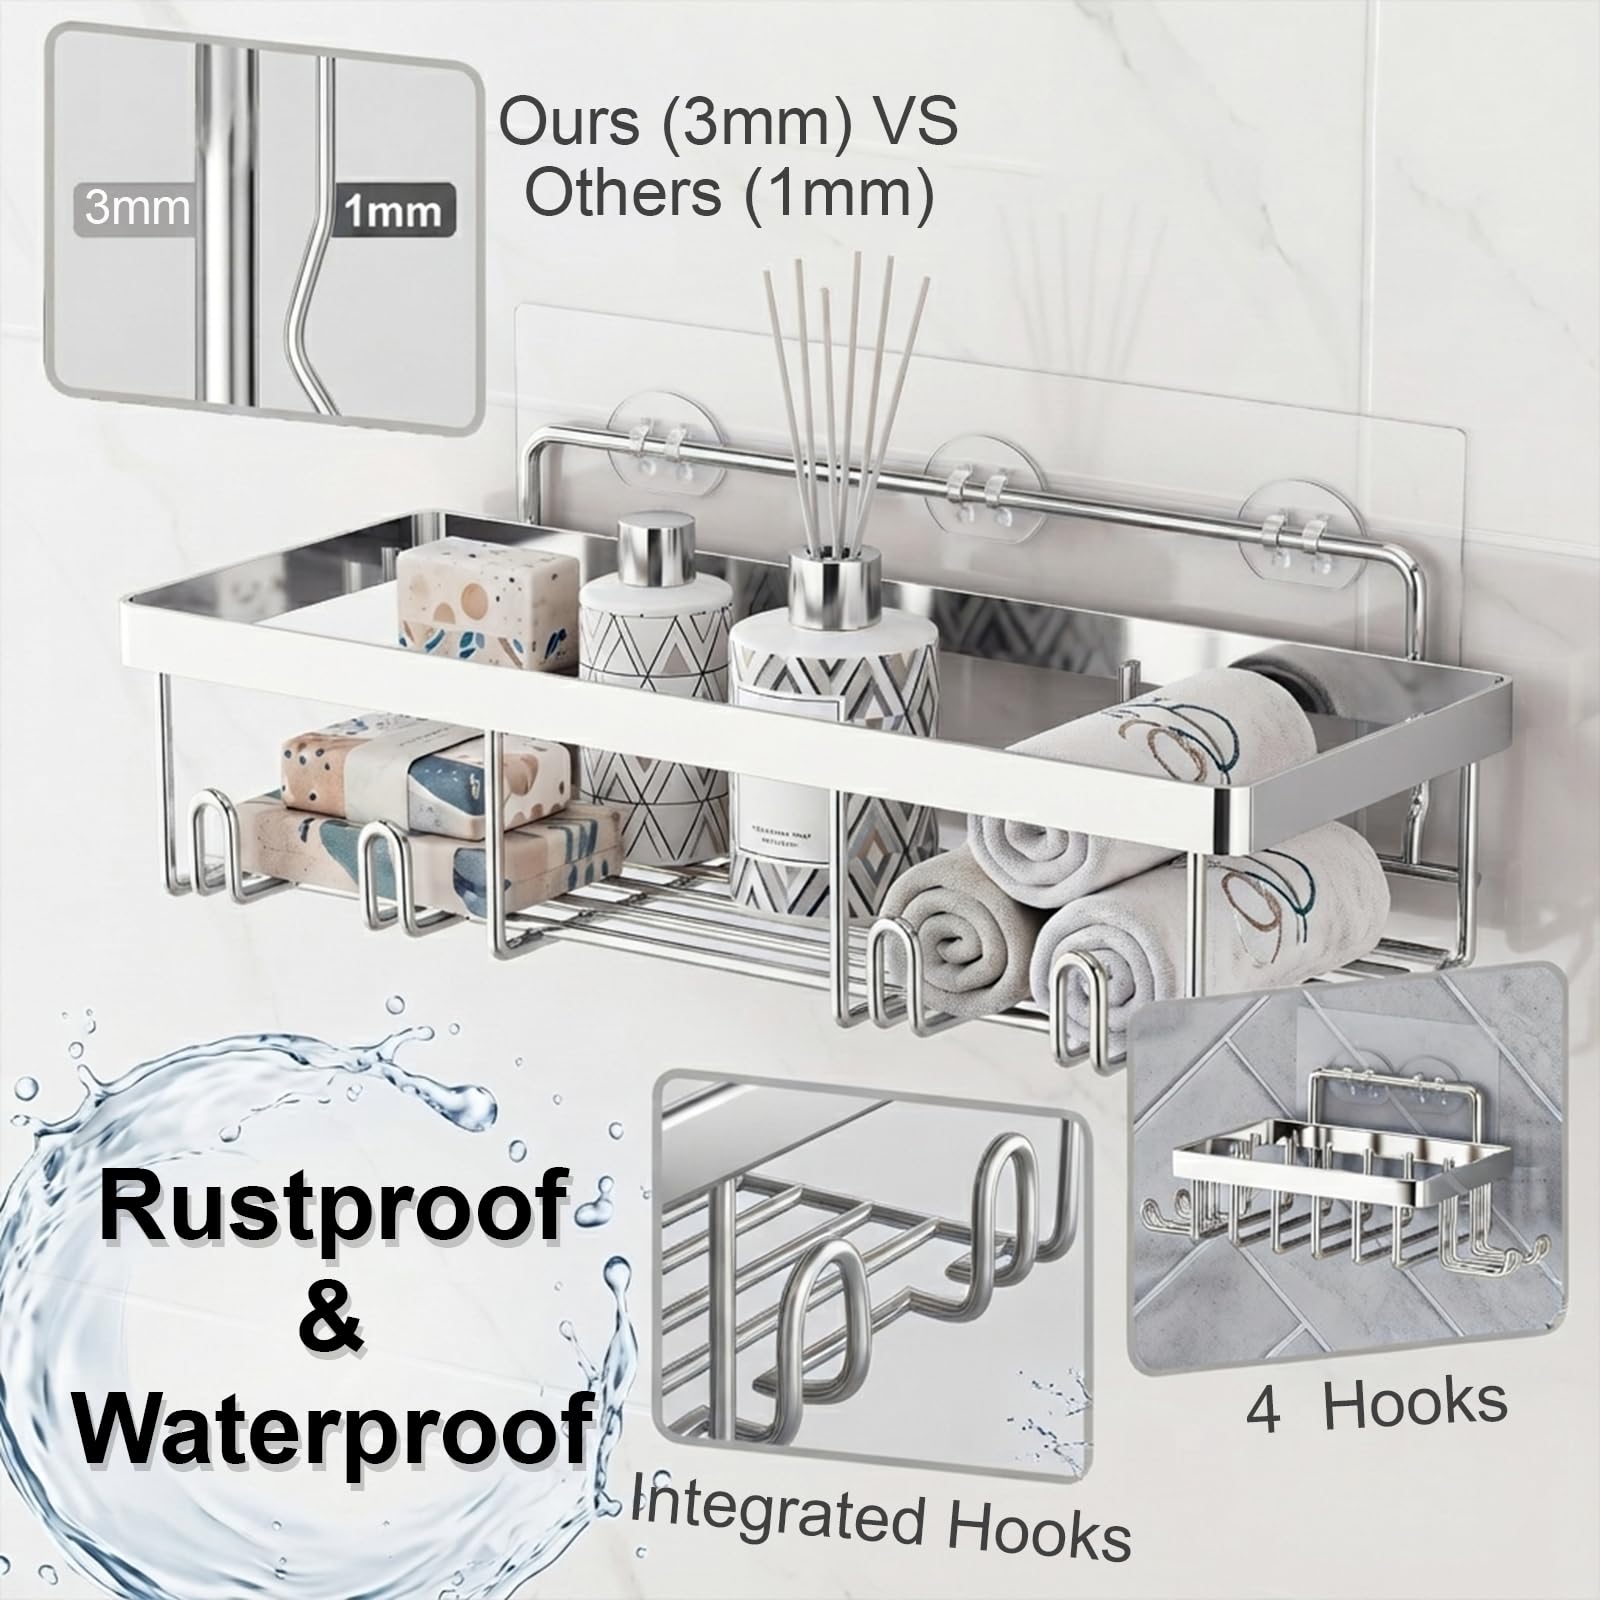 Ours (3mm) VS
Others (1mm)
3mm
1mm
Rustproof
&
Waterproof
Integrated Hooks
4 Hooks